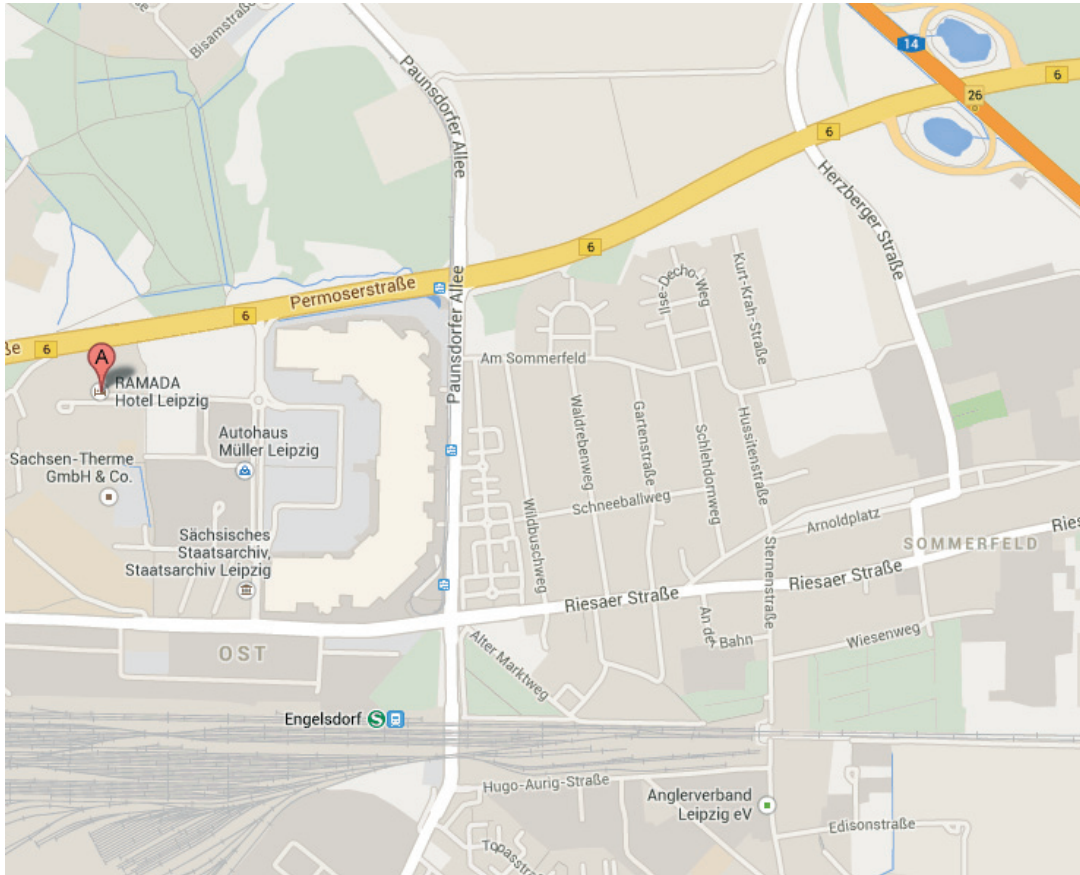 Bisamstraße
Paunsdorfer Allee
14
6
26
6
Herzberger Straße
6
Paunsdorfer Allee
Permoserstraße
6
6
ße
A
RAMADA
Hotel Leipzig
Ilse-Decho-Weg
Kurt-Krah-Straße
Am Sommerfeld
Autohaus
Müller Leipzig
Sachsen-Therme
GmbH & Co.
Waldrebenweg
Gartenstraße
Schlehdornweg
Hussitenstraße
Wildbuschweg
Schneeballweg
Arnoldplatz
Sächsisches
Staatsarchiv,
Staatsarchiv Leipzig
SOMMERFELD
Sternenstraße
Riesaer Straße
Riesaer Straße
Ries
OST
Alter Marktweg
An der Bahn
Wiesenweg
Engelsdorf
S
Hugo-Aurig-Straße
Anglerverband
Leipzig eV
Edisonstraße
Topasstraß